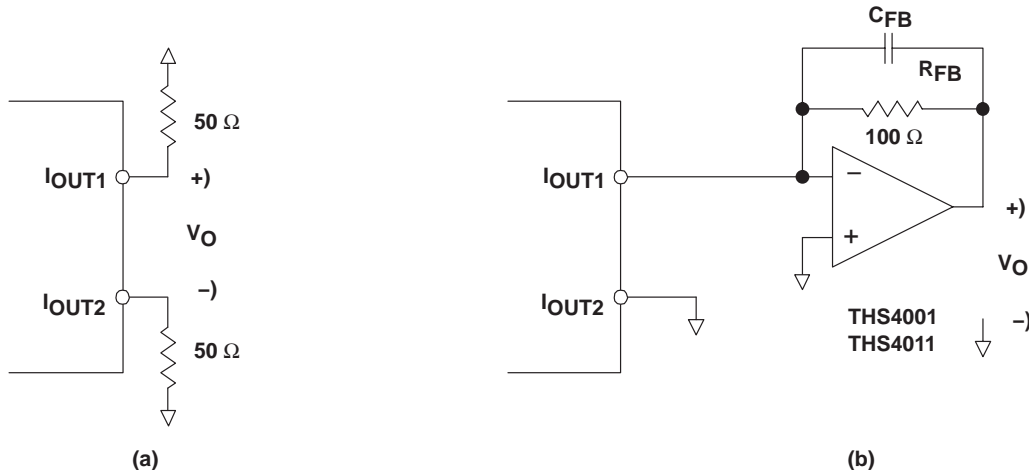 50 Ω
IOUT1
+)
VO
–)
IOUT2
50 Ω
(a)
CFB
RFB
100 Ω
IOUT1
–
+
+)
VO
–)
IOUT2
THS4001
THS4011
(b)